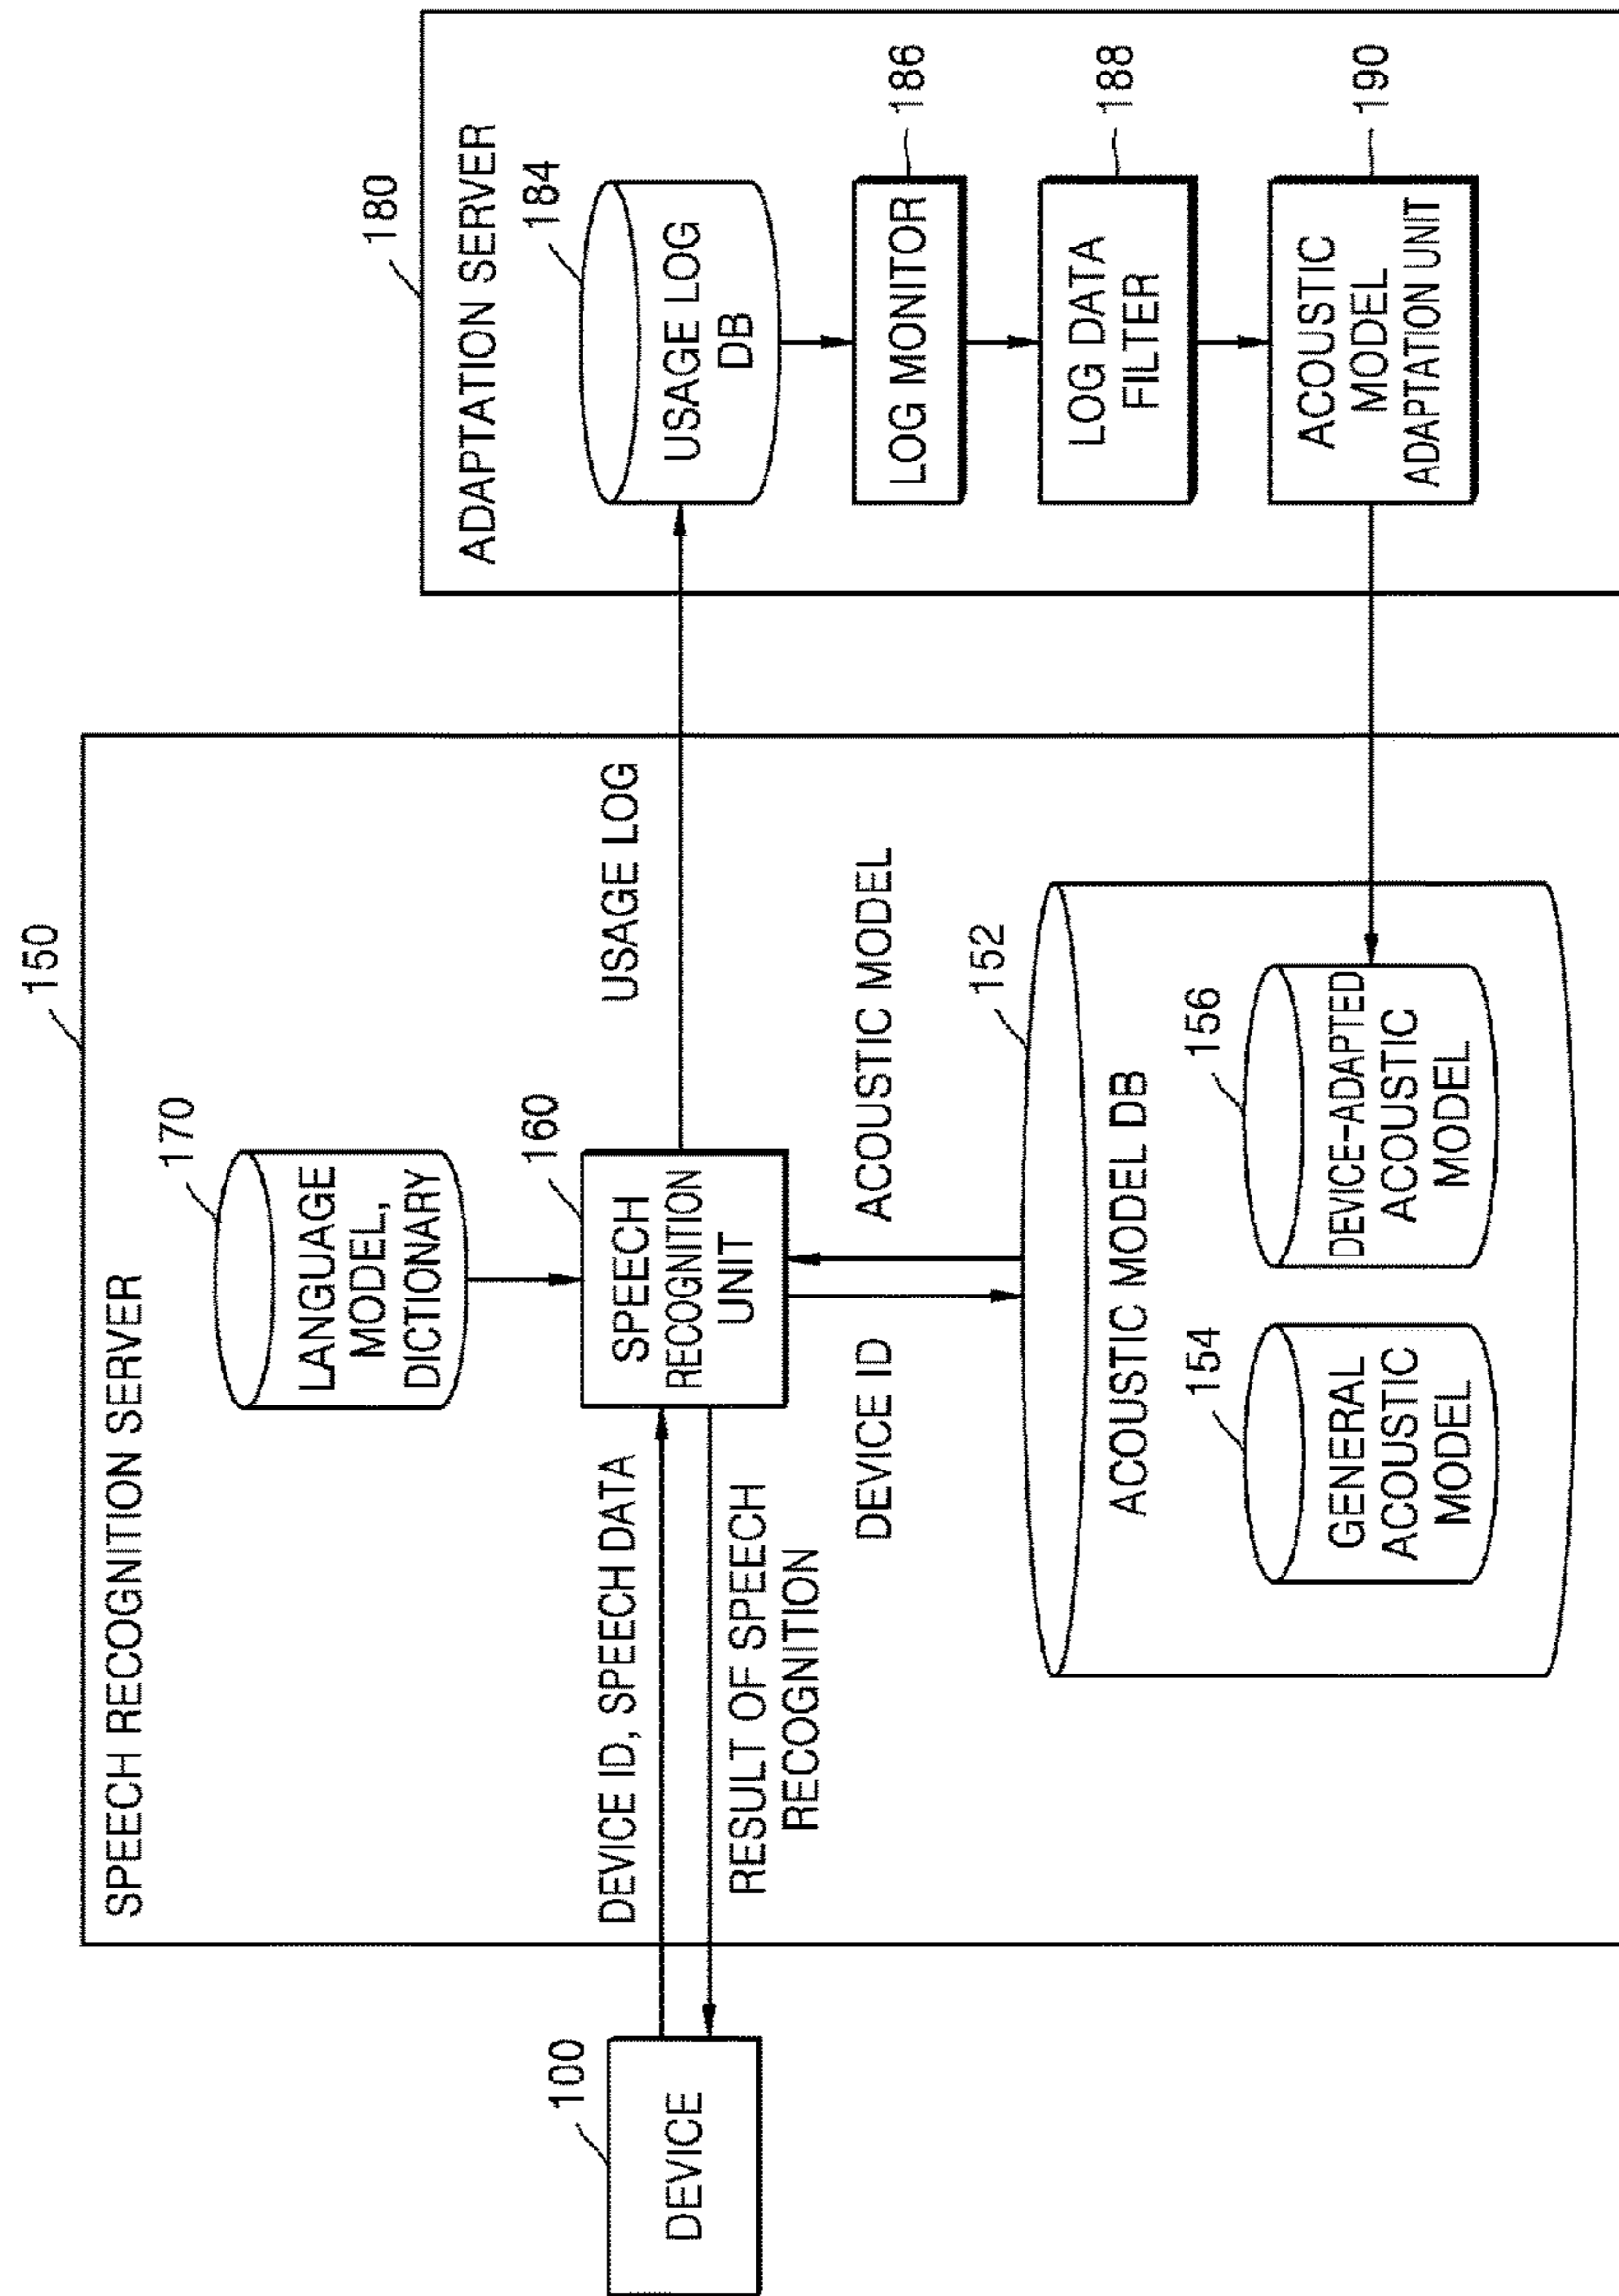 150
SPEECH RECOGNITION SERVER
170
LANGUAGE
MODEL,
DICTIONARY
100
DEVICE
DEVICE ID, SPEECH DATA
RESULT OF SPEECH
RECOGNITION
160
SPEECH
RECOGNITION
UNIT
USAGE LOG
DEVICE ID
ACOUSTIC MODEL
152
ACOUSTIC MODEL DB
154
GENERAL
ACOUSTIC
MODEL
156
DEVICE-ADAPTED
ACOUSTIC
MODEL
180
ADAPTATION SERVER
184
USAGE LOG
DB
LOG MONITOR
186
LOG DATA
FILTER
188
ACOUSTIC
MODEL
ADAPTATION UNIT
190